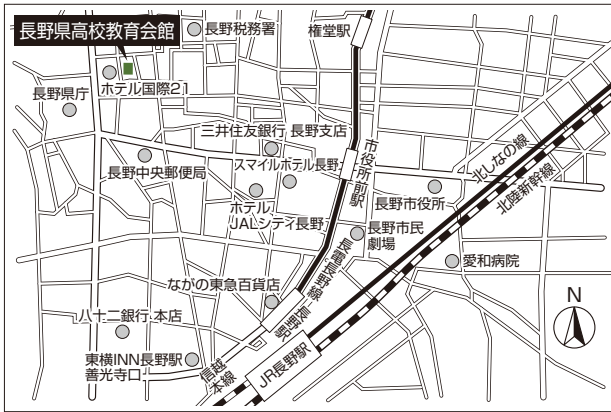 長野県高校教育会館
長野税務署
権堂駅
ホテル国際21
長野県庁
三井住友銀行 長野支店
市役所前駅
北しなの線
北陸新幹線
長野中央郵便局
スマイルホテル長野
長野市役所
ホテル
JALシティ長野
長野市民
劇場
長電長野線
愛和病院
ながの東急百貨店
長野駅
N
八十二銀行 本店
東横INN長野駅
善光寺口
信越
本線
JR長野駅